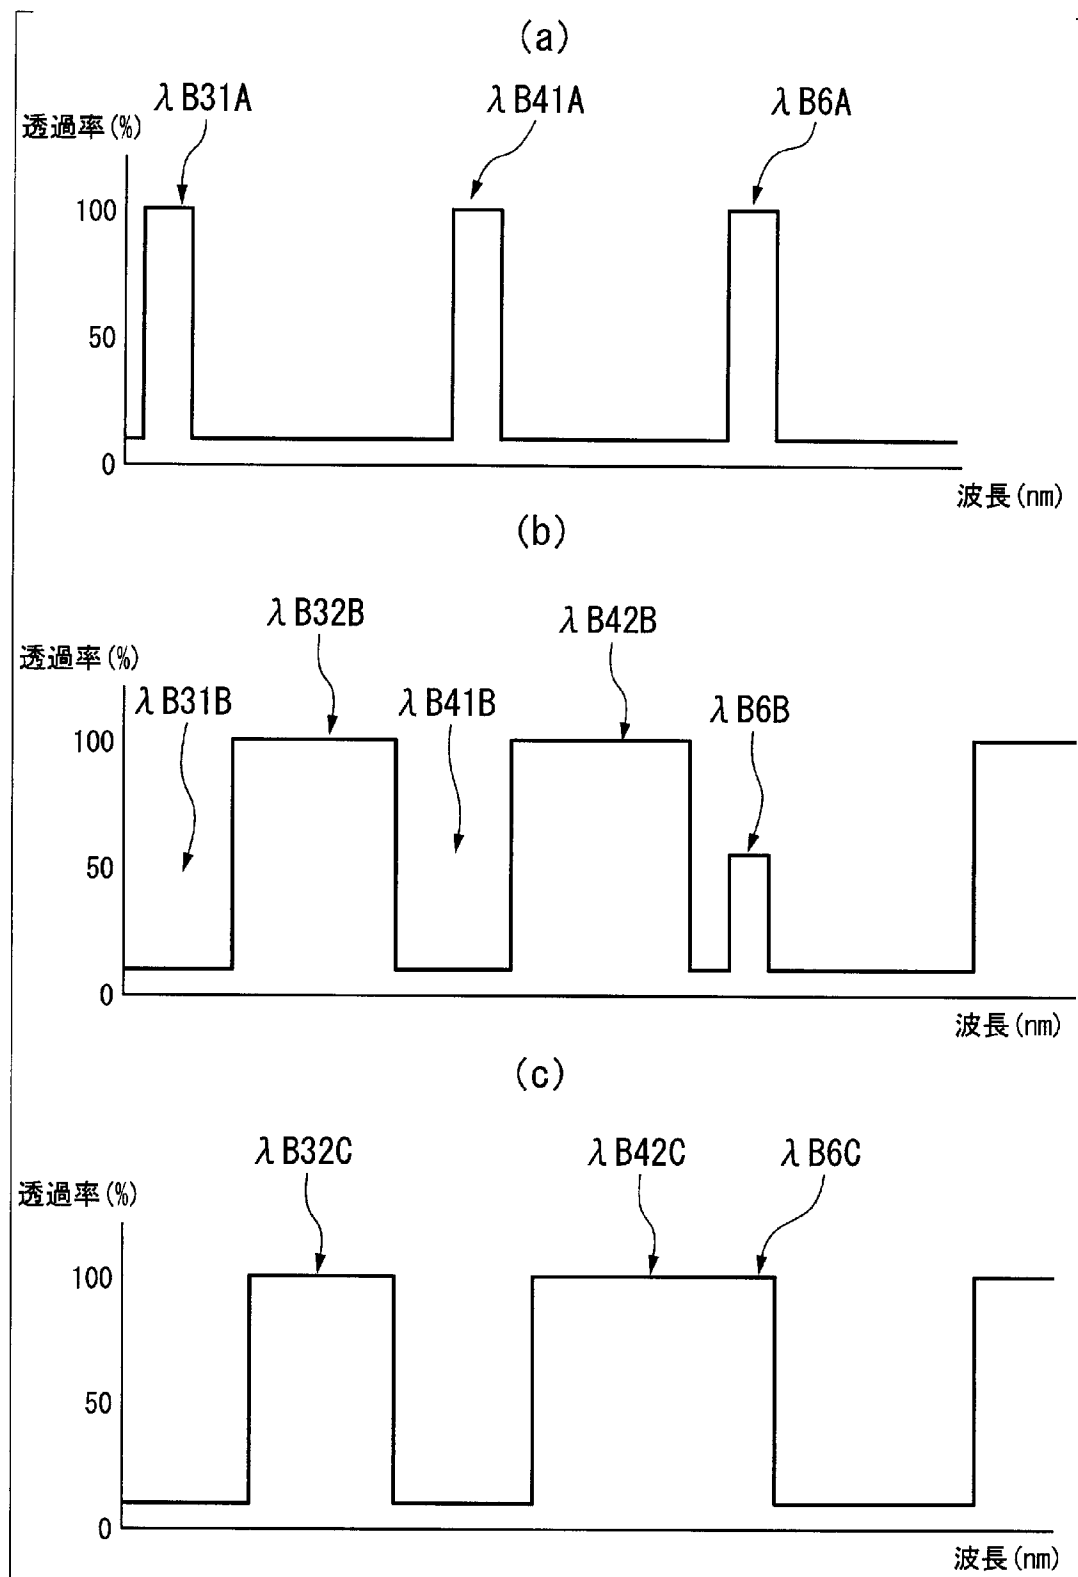 (a)
λB31A
λB41A
λB6A
透過率(%)
100
50
0
波長(nm)
(b)
λB32B
λB42B
透過率(%)
λB31B
λB41B
λB6B
100
50
0
波長(nm)
(c)
λB32C
λB42C
λB6C
透過率(%)
100
50
0
波長(nm)